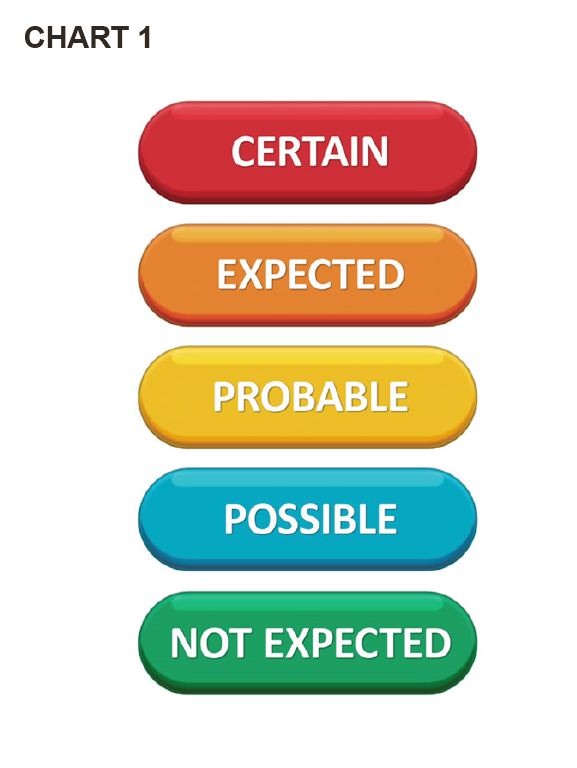 CHART 1
CERTAIN
EXPECTED
PROBABLE
POSSIBLE
NOT EXPECTED